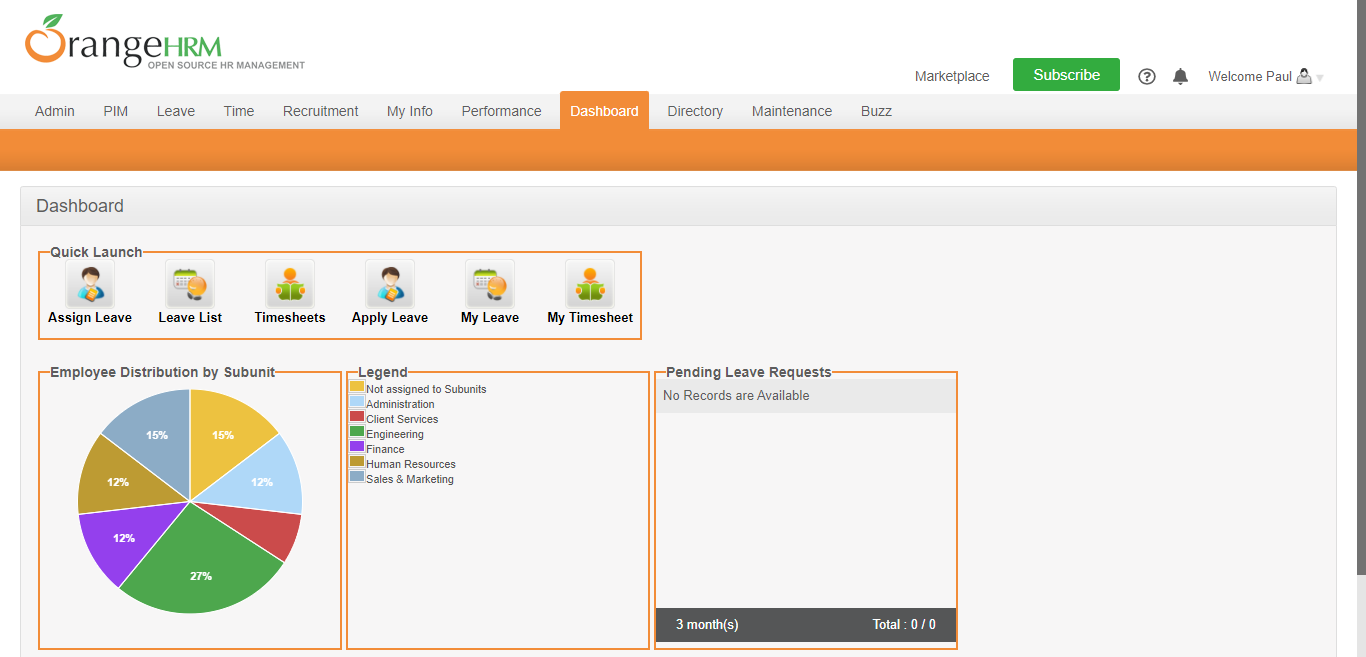 OrangeHRM
OPEN SOURCE HR MANAGEMENT
Marketplace Subscribe ? Welcome Paul
Admin PIM Leave Time Recruitment My Info Performance Dashboard Directory Maintenance Buzz
Dashboard
Quick Launch
Assign Leave Leave List Timesheets Apply Leave My Leave My Timesheet
Employee Distribution by Subunit
15% 15%
12% 12%
12%
27%
Legend
Not assigned to Subunits
Administration
Client Services
Engineering
Finance
Human Resources
Sales & Marketing
Pending Leave Requests
No Records are Available
3 month(s) Total : 0 / 0